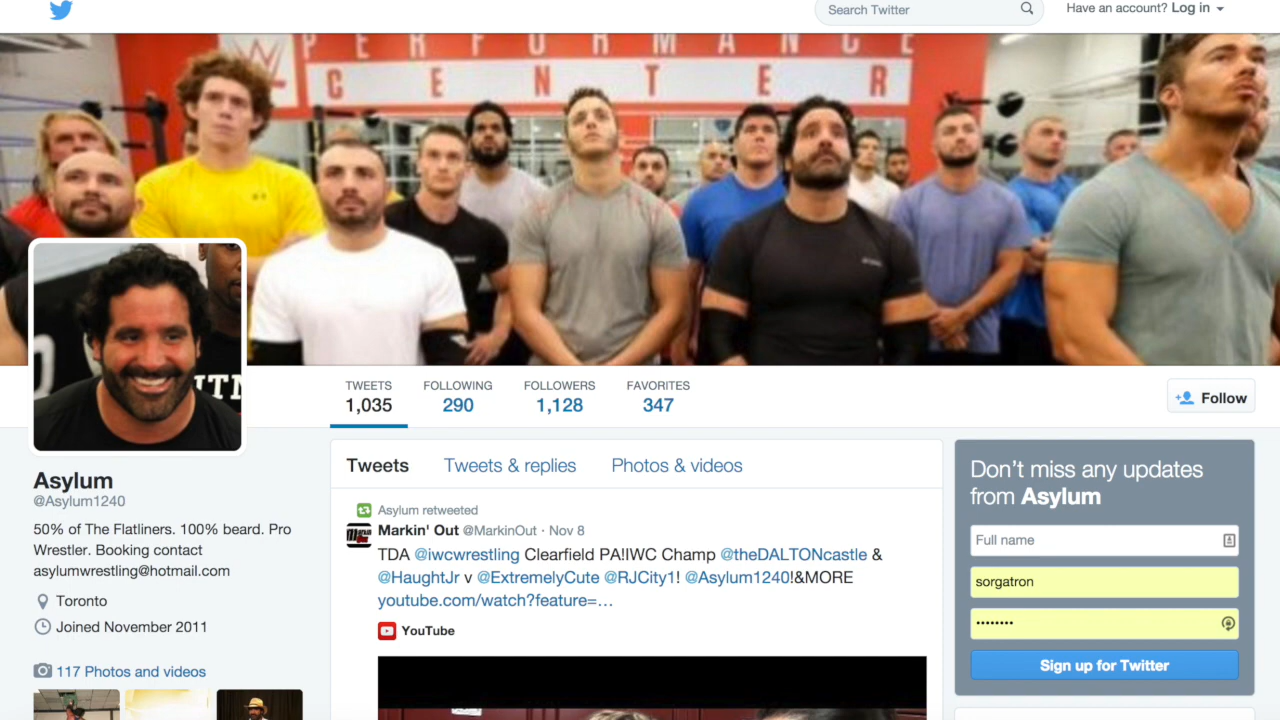 Search Twitter
Have an account? Log in
PERFORMANCE
CENTER
TWEETS
1,035
FOLLOWING
290
FOLLOWERS
1,128
FAVORITES
347
Follow
Asylum
@Asylum1240
50% of The Flatliners. 100% beard. Pro
Wrestler. Booking contact
asylumwrestling@hotmail.com
Toronto
Joined November 2011
117 Photos and videos
Tweets
Tweets & replies
Photos & videos
Asylum retweeted
Markin' Out @MarkinOut · Nov 8
TDA @iwcwrestling Clearfield PA!IWC Champ @theDALTONcastle &
@HaughtJr v @ExtremelyCute @RJCity1! @Asylum1240!&MORE
youtube.com/watch?feature=…
YouTube
Don't miss any updates
from Asylum
Full name
sorgatron
••••••••
Sign up for Twitter